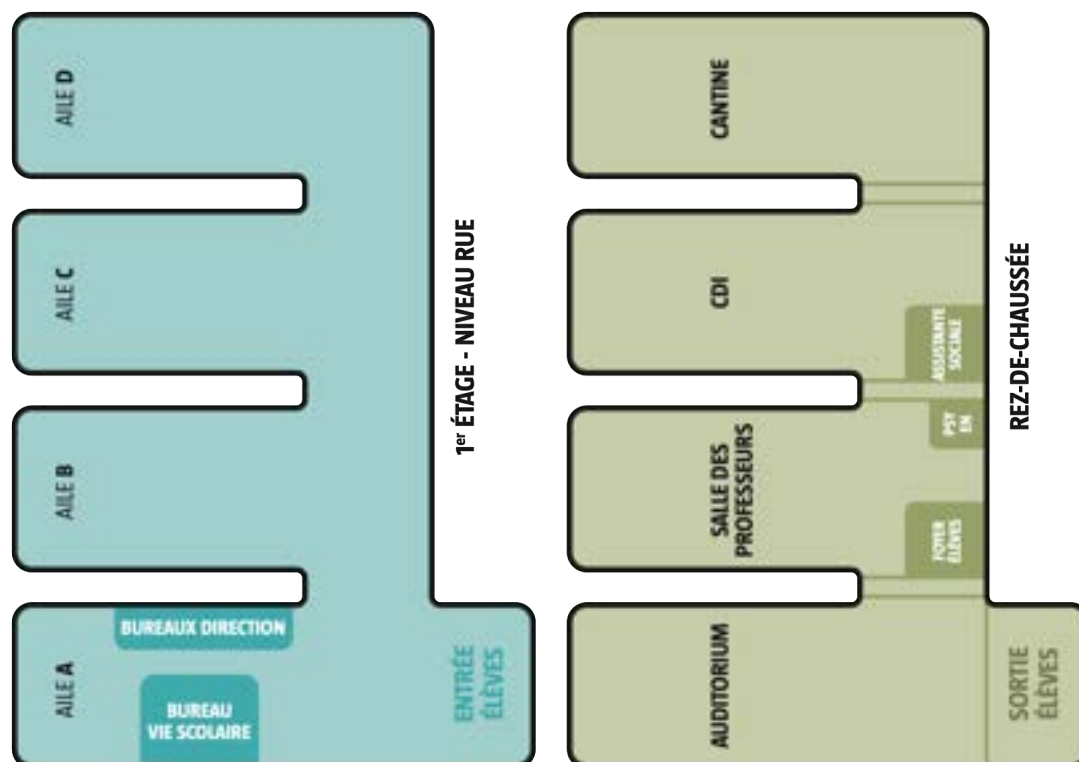 AILE D
AILE C
AILE B
AILE A
BUREAUX DIRECTION
BUREAU
VIE SCOLAIRE
ENTRÉE
ÉLÈVES
1er ÉTAGE - NIVEAU RUE
CANTINE
CDI
ASSISTANTE
SOCIALE
PSY
EN
SALLE DES
PROFESSEURS
FOYER
ÉLÈVES
AUDITORIUM
SORTIE
ÉLÈVES
REZ-DE-CHAUSSÉE